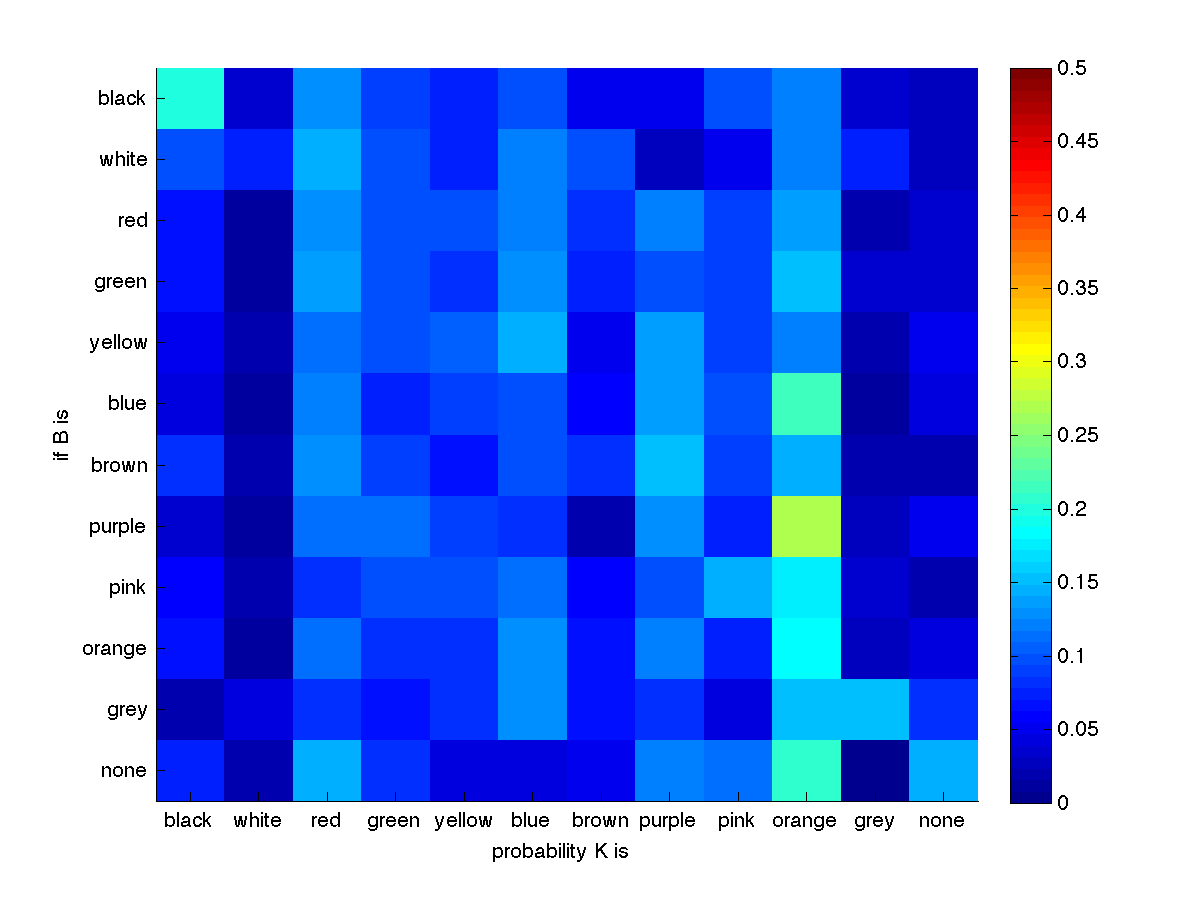 black
white
red
green
yellow
blue
brown
purple
pink
orange
grey
none
if B is
black white red green yellow blue brown purple pink orange grey none
probability K is
0.5
0.45
0.4
0.35
0.3
0.25
0.2
0.15
0.1
0.05
0